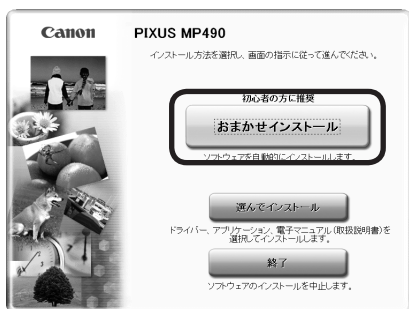 Canon
PIXUS MP490
インストール方法を選択し、画面の指示に従って進んでください。
初心者の方に推奨
おまかせインストール
ソフトウェアを自動的にインストールします。
選んでインストール
ドライバー、アプリケーション、電子マニュアル(取扱説明書)を
選択してインストールします。
終了
ソフトウェアのインストールを中止します。